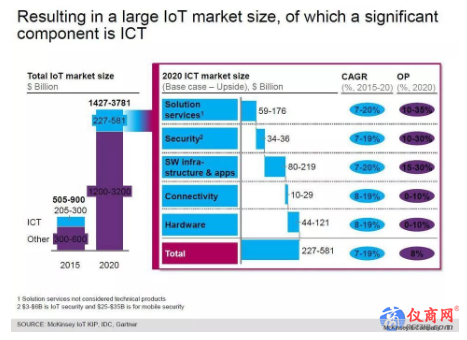 Resulting in a large IoT market size, of which a significant
component is ICT
Total IoT market size
$ Billion
1427-3781
227-581
1200-3200
505-900
205-300
300-600
ICT
Other
2015
2020
2020 ICT market size
(Base case – Upside), $ Billion
CAGR
(%, 2015-20)
OP
(%, 2020)
Solution
services1
59-176
7-20%
10-35%
Security2
34-36
7-19%
10-30%
SW infra-
structure & apps
80-219
7-20%
15-30%
Connectivity
10-29
8-19%
0-10%
Hardware
44-121
8-19%
0-10%
Total
227-581
7-19%
8%
1 Solution services not considered technical products
2 $3-$6B is IoT security and $25-$35B is for mobile security
SOURCE: McKinsey IoT KIP, IDC, Gartner
仪商网
McKinsey & Company